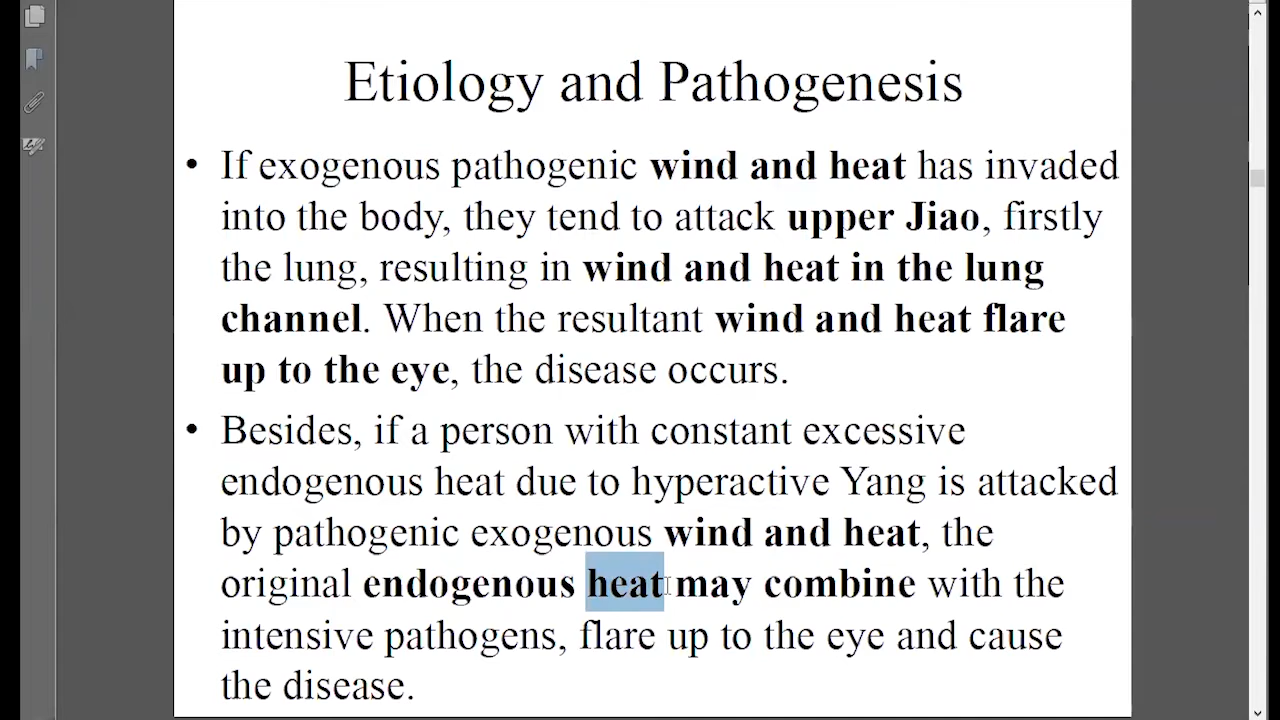 Etiology and Pathogenesis
• If exogenous pathogenic wind and heat has invaded
into the body, they tend to attack upper Jiao, firstly
the lung, resulting in wind and heat in the lung
channel. When the resultant wind and heat flare
up to the eye, the disease occurs.
• Besides, if a person with constant excessive
endogenous heat due to hyperactive Yang is attacked
by pathogenic exogenous wind and heat, the
original endogenous heat may combine with the
intensive pathogens, flare up to the eye and cause
the disease.